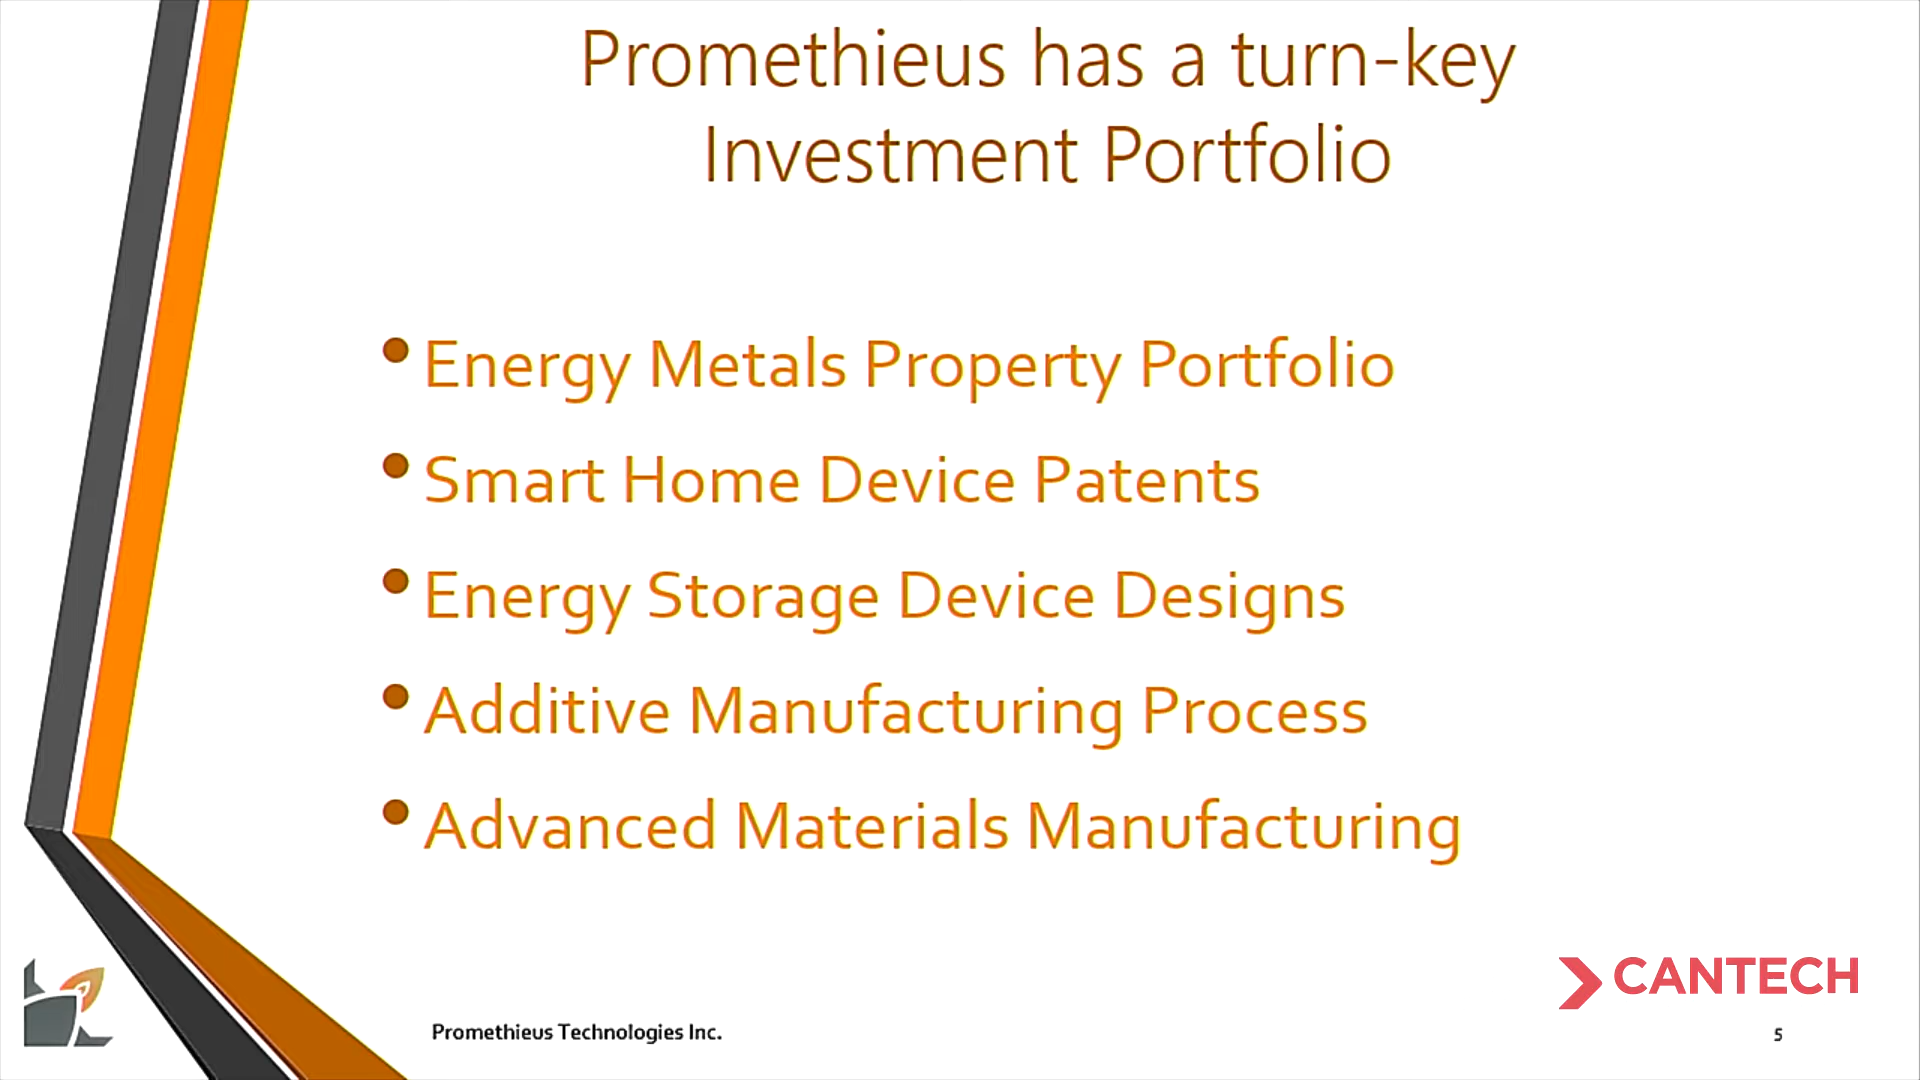 Promethieus has a turn-key
Investment Portfolio
• Energy Metals Property Portfolio
• Smart Home Device Patents
• Energy Storage Device Designs
• Additive Manufacturing Process
• Advanced Materials Manufacturing
CANTECH
Promethieus Technologies Inc.
5